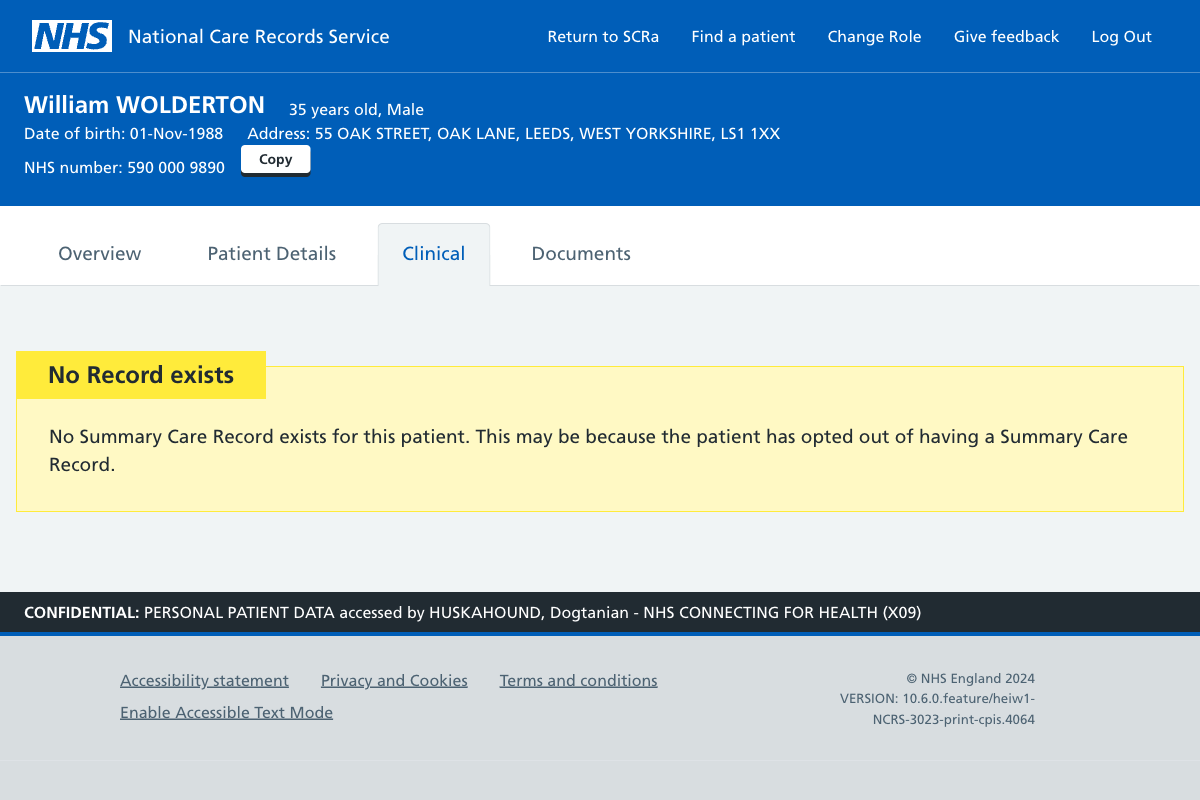 NHS National Care Records Service Return to SCRa Find a patient Change Role Give feedback Log Out
William WOLDERTON 35 years old, Male
Date of birth: 01-Nov-1988 Address: 55 OAK STREET, OAK LANE, LEEDS, WEST YORKSHIRE, LS1 1XX
NHS number: 590 000 9890 Copy
Overview Patient Details Clinical Documents
No Record exists
No Summary Care Record exists for this patient. This may be because the patient has opted out of having a Summary Care
Record.
CONFIDENTIAL: PERSONAL PATIENT DATA accessed by HUSKAHOUND, Dogtanian - NHS CONNECTING FOR HEALTH (X09)
Accessibility statement Privacy and Cookies Terms and conditions
Enable Accessible Text Mode
© NHS England 2024
VERSION: 10.6.0.feature/heiw1-
NCRS-3023-print-cpis.4064